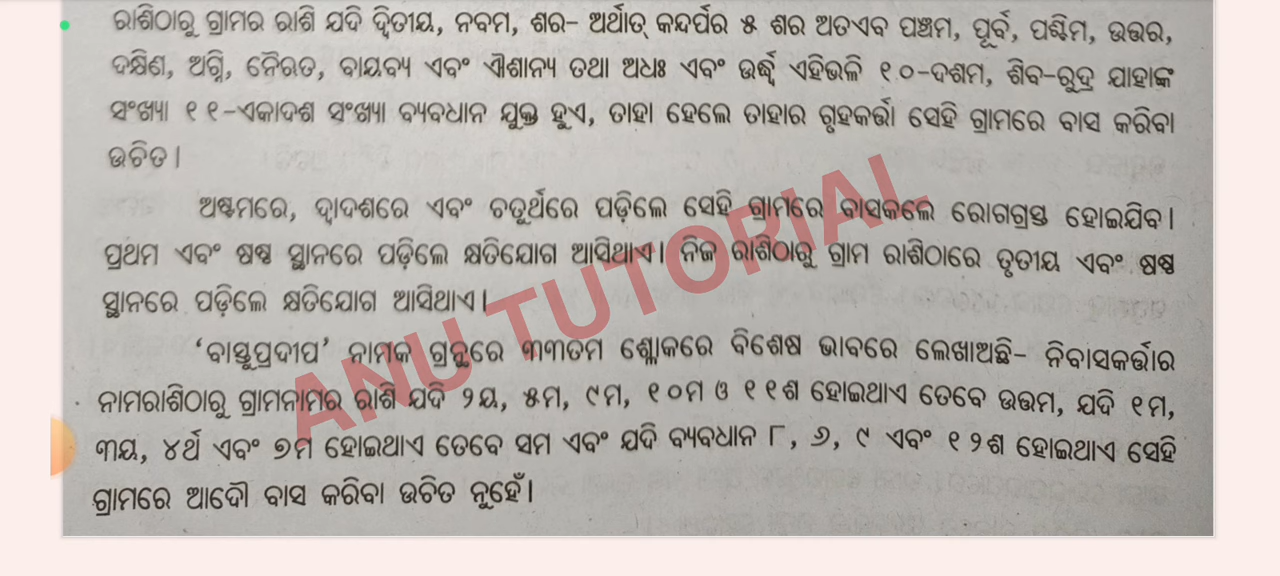 ରାଶିଠାରୁ ଗ୍ରାମର ରାଶି ଯଦି ଦ୍ୱିତୀୟ, ନବମ, ଶର– ଅର୍ଥାତ୍ କନ୍ଦର୍ପର ୫ ଶର ଅତଏବ ପଞ୍ଚମ, ପୂର୍ବ, ପଶ୍ଚିମ, ଉତ୍ତର,
ଦକ୍ଷିଣ, ଅଗ୍ନି, ନୈରତ, ବାୟବ୍ୟ ଏବଂ ଐଶାନ୍ୟ ତଥା ଅଧଃ ଏବଂ ଉର୍ଦ୍ଧ୍ୱ ଏହିଭଳି ୧୦–ଦଶମ, ଶିବ–ରୁଦ୍ର ଯାହାଙ୍କ
ସଂଖ୍ୟା ୧୧–ଏକାଦଶ ସଂଖ୍ୟା ବ୍ୟବଧାନ ଯୁକ୍ତ ହୁଏ, ତାହା ହେଲେ ତାହାର ଗୃହକର୍ତ୍ତା ସେହି ଗ୍ରାମରେ ବାସ କରିବା
ଉଚିତ।
ଅଷ୍ଟମରେ, ଦ୍ୱାଦଶରେ ଏବଂ ଚତୁର୍ଥରେ ପଡ଼ିଲେ ସେହି ଗ୍ରାମରେ ବାସକଲେ ରୋଗଗ୍ରସ୍ତ ହୋଇଯିବ।
ପ୍ରଥମ ଏବଂ ଷଷ୍ଠ ସ୍ଥାନରେ ପଡ଼ିଲେ କ୍ଷତିଯୋଗ ଆସିଥାଏ। ନିଜ ରାଶିଠାରୁ ଗ୍ରାମ ରାଶିଠାରେ ତୃତୀୟ ଏବଂ ଷଷ୍ଠ
ସ୍ଥାନରେ ପଡ଼ିଲେ କ୍ଷତିଯୋଗ ଆସିଥାଏ।
‘ବାସ୍ତୁପ୍ରଦୀପ’ ନାମକ ଗ୍ରନ୍ଥରେ ୩୩ତମ ଶ୍ଲୋକରେ ବିଶେଷ ଭାବରେ ଲେଖାଅଛି– ନିବାସକର୍ତ୍ତାର
ନାମରାଶିଠାରୁ ଗ୍ରାମନାମର ରାଶି ଯଦି ୨ୟ, ୫ମ, ୯ମ, ୧୦ମ ଓ ୧୧ଶ ହୋଇଥାଏ ତେବେ ଉତ୍ତମ, ଯଦି ୧ମ,
୩ୟ, ୪ର୍ଥ ଏବଂ ୭ମ ହୋଇଥାଏ ତେବେ ସମ ଏବଂ ଯଦି ବ୍ୟବଧାନ ୮, ୬, ୯ ଏବଂ ୧୨ଶ ହୋଇଥାଏ ସେହି
ଗ୍ରାମରେ ଆଦୌ ବାସ କରିବା ଉଚିତ ନୁହେଁ।
ANU TUTORIAL